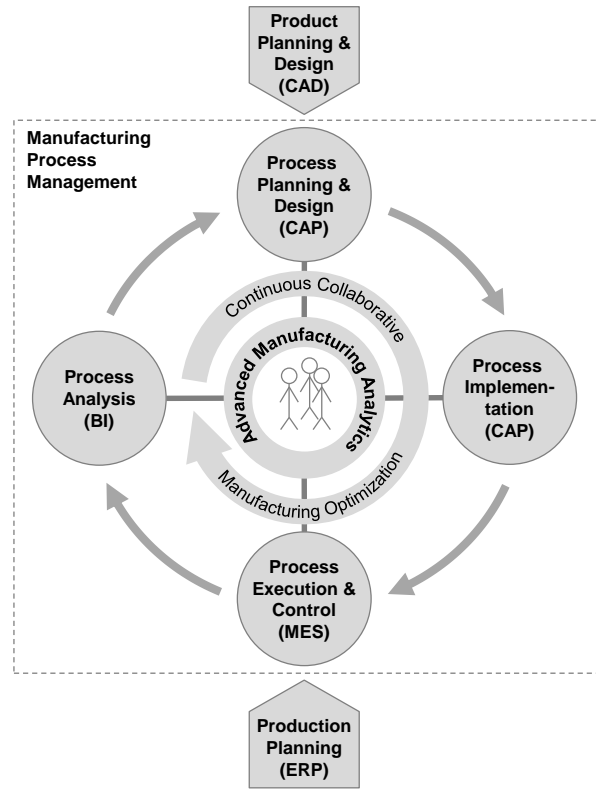 Product
Planning &
Design
(CAD)
Manufacturing
Process
Management
Process
Planning &
Design
(CAP)
Continuous Collaborative
Advanced Manufacturing Analytics
Process
Analysis
(BI)
Process
Implemen-
tation
(CAP)
Manufacturing Optimization
Process
Execution &
Control
(MES)
Production
Planning
(ERP)